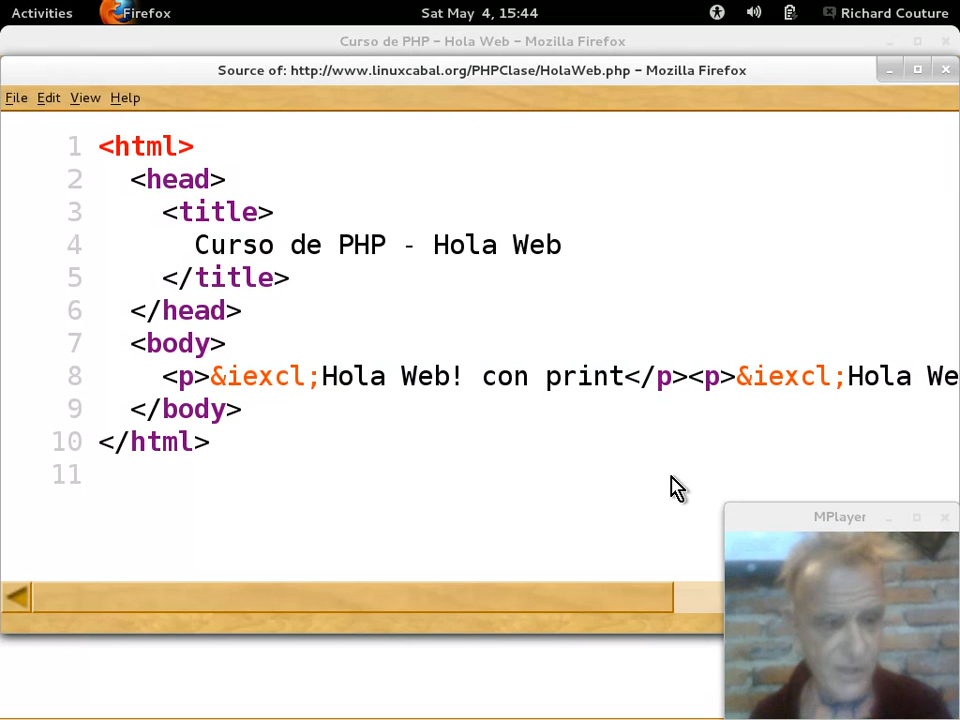 Activities Firefox Sat May 4, 15:44 Richard Couture
Curso de PHP - Hola Web - Mozilla Firefox
Source of: http://www.linuxcabal.org/PHPClase/HolaWeb.php - Mozilla Firefox
File Edit View Help
1 <html>
2 <head>
3 <title>
4 Curso de PHP - Hola Web
5 </title>
6 </head>
7 <body>
8 <p>&iexcl;Hola Web! con print</p><p>&iexcl;Hola We
9 </body>
10 </html>
11
MPlayer